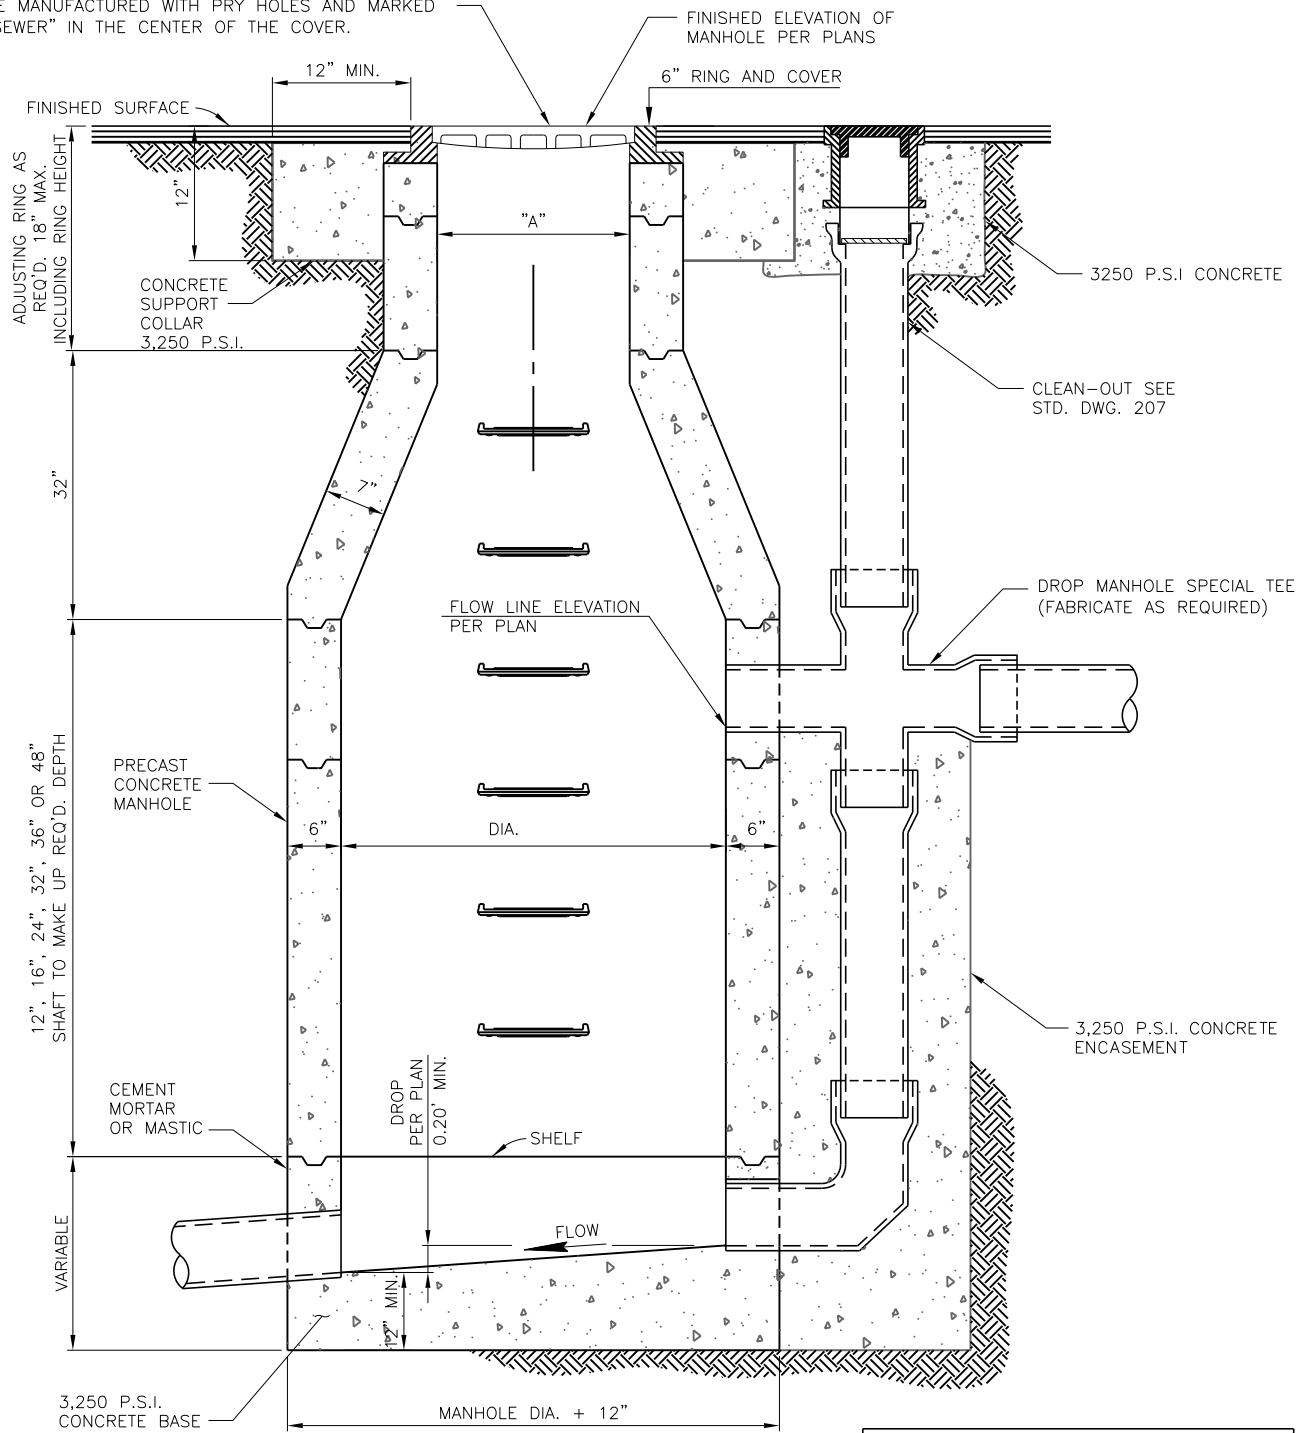 E MANUFACTURED WITH PRY HOLES AND MARKED
SEWER" IN THE CENTER OF THE COVER.
FINISHED ELEVATION OF
MANHOLE PER PLANS
12" MIN.
6" RING AND COVER
FINISHED SURFACE
ADJUSTING RING AS
REQ'D. 18" MAX.
INCLUDING RING HEIGHT
12"
"A"
CONCRETE
SUPPORT
COLLAR
3,250 P.S.I.
3250 P.S.I CONCRETE
CLEAN-OUT SEE
STD. DWG. 207
32"
7"
DROP MANHOLE SPECIAL TEE
(FABRICATE AS REQUIRED)
FLOW LINE ELEVATION
PER PLAN
12", 16", 24", 32", 36" OR 48"
SHAFT TO MAKE UP REQ'D. DEPTH
PRECAST
CONCRETE
MANHOLE
6"
DIA.
6"
3,250 P.S.I. CONCRETE
ENCASEMENT
CEMENT
MORTAR
OR MASTIC
DROP
PER PLAN
0.20' MIN.
SHELF
FLOW
VARIABLE
12" MIN.
3,250 P.S.I.
CONCRETE BASE
MANHOLE DIA. + 12"